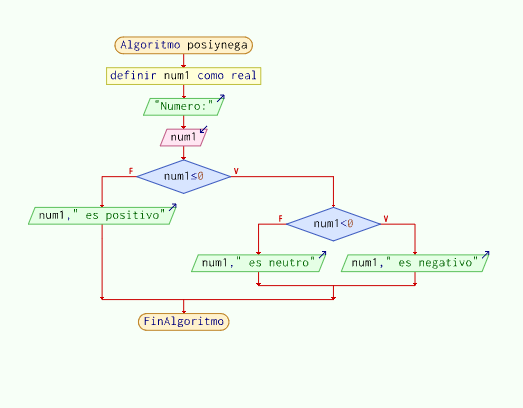 Algoritmo posiynega
definir num1 como real
"Numero:"
num1
F
num1≤0
V
num1," es positivo"
F
num1<0
V
num1," es neutro"
num1," es negativo"
FinAlgoritmo